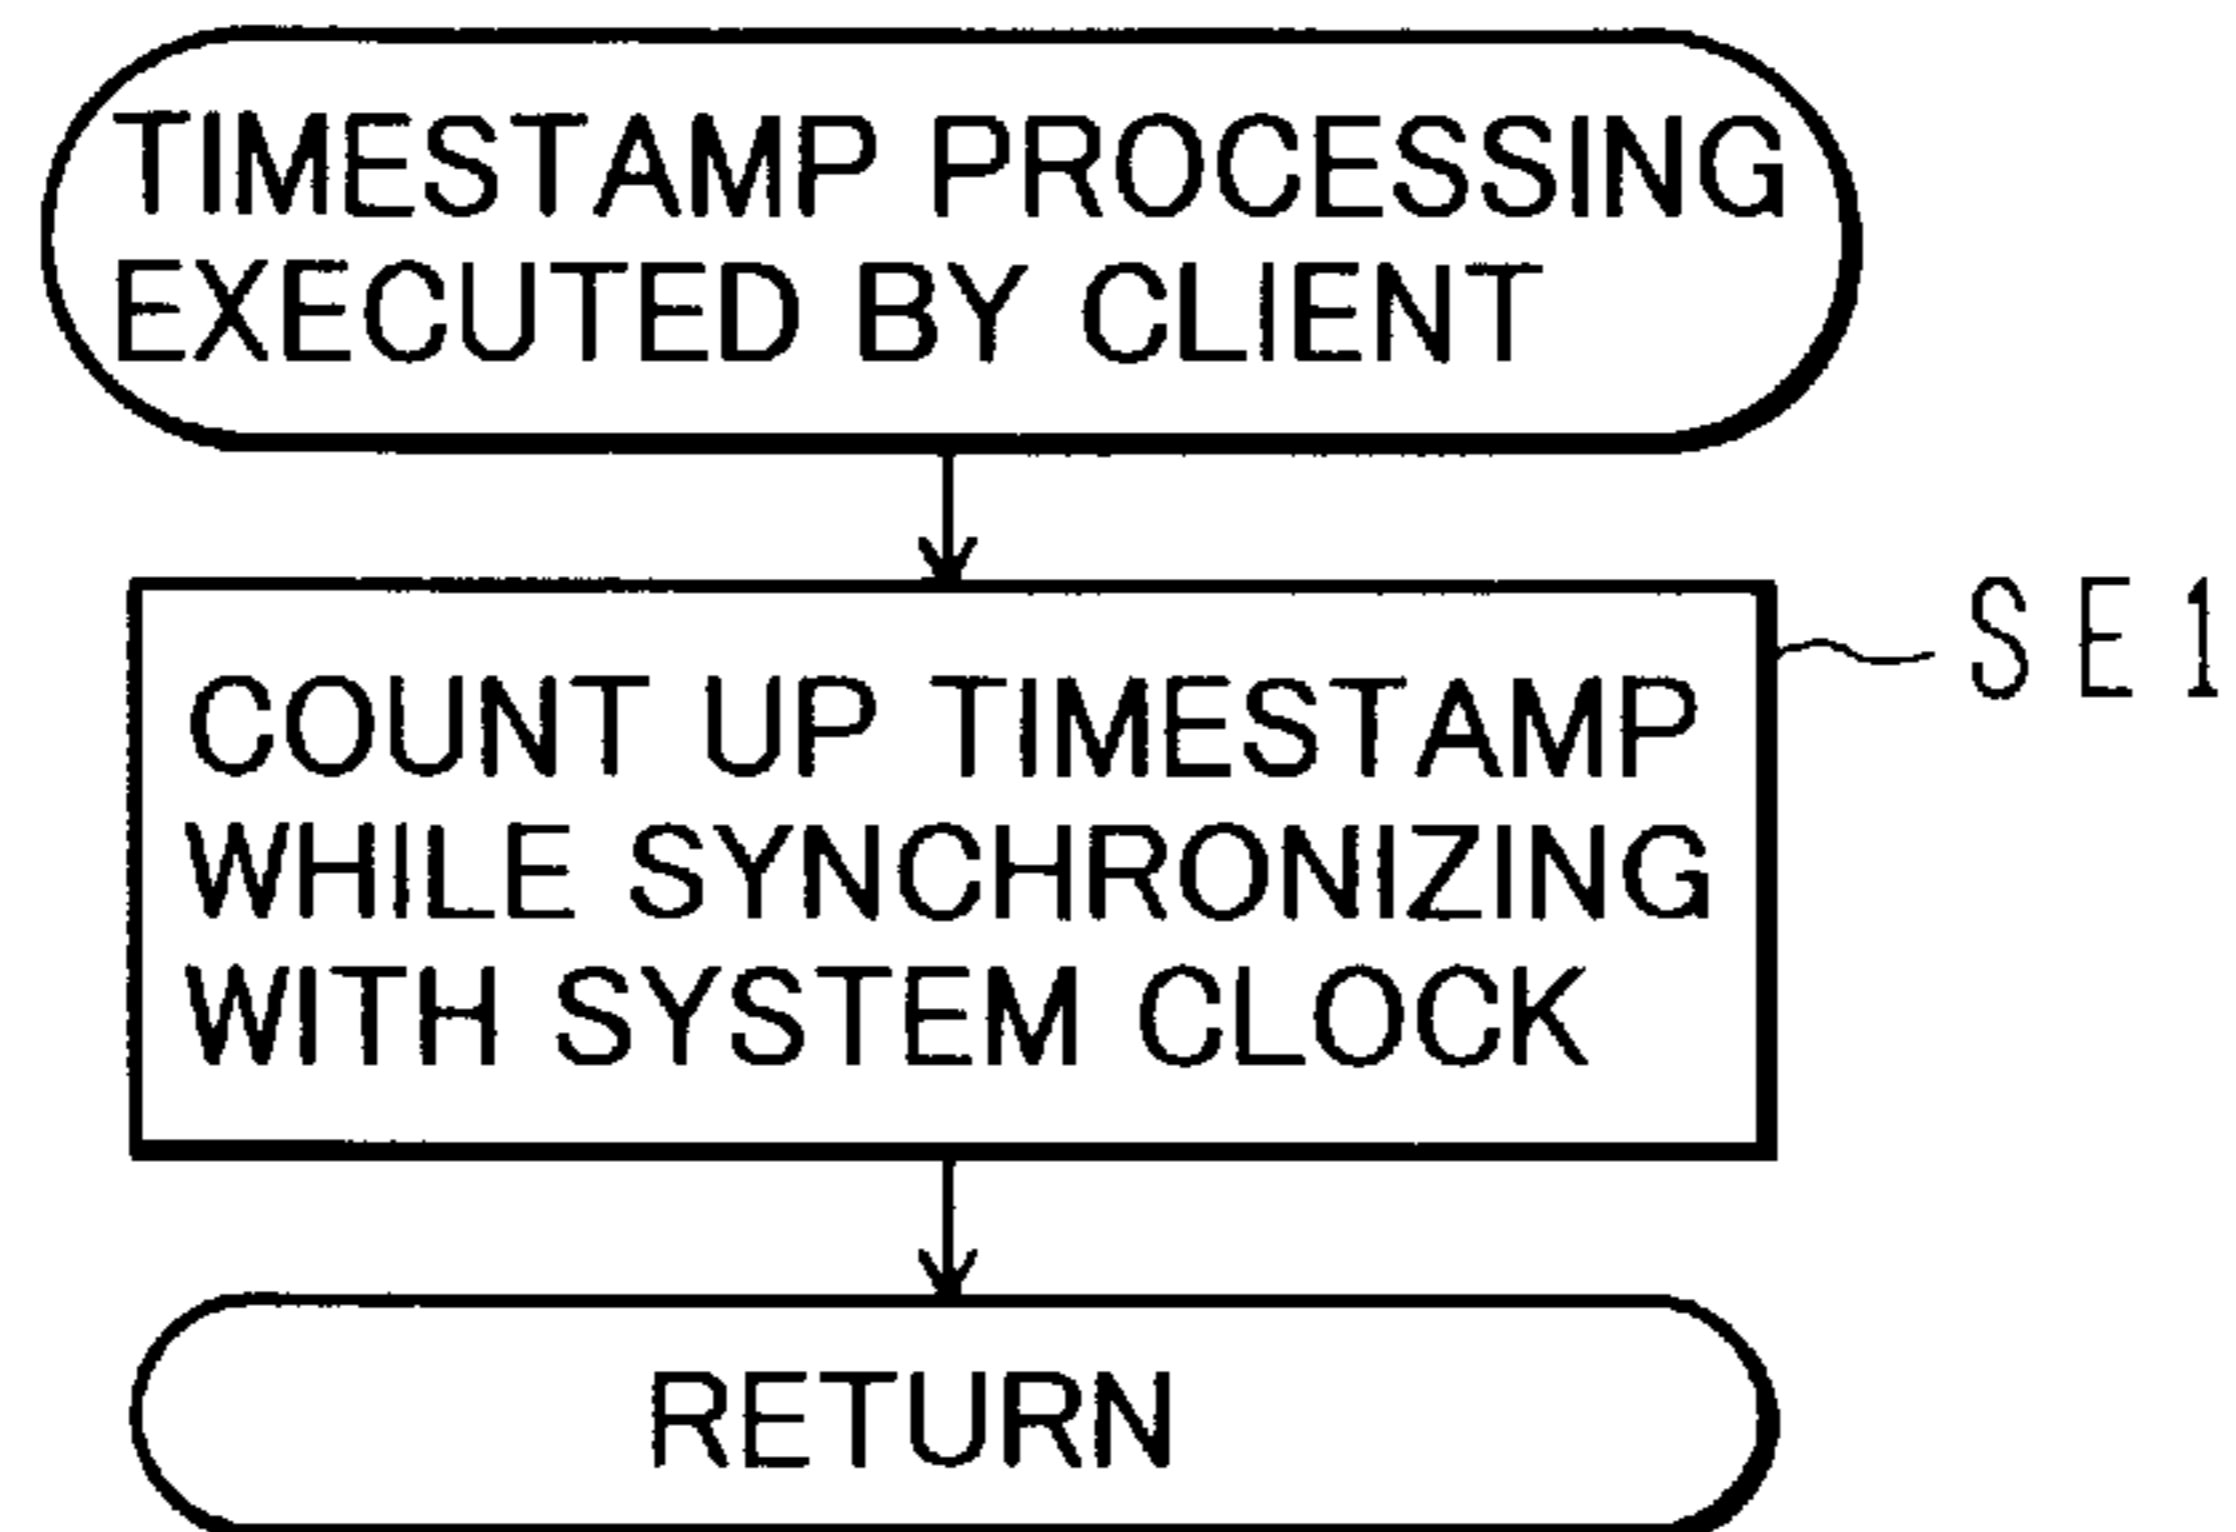 TIMESTAMP PROCESSING
EXECUTED BY CLIENT
COUNT UP TIMESTAMP
WHILE SYNCHRONIZING
WITH SYSTEM CLOCK
SE1
RETURN